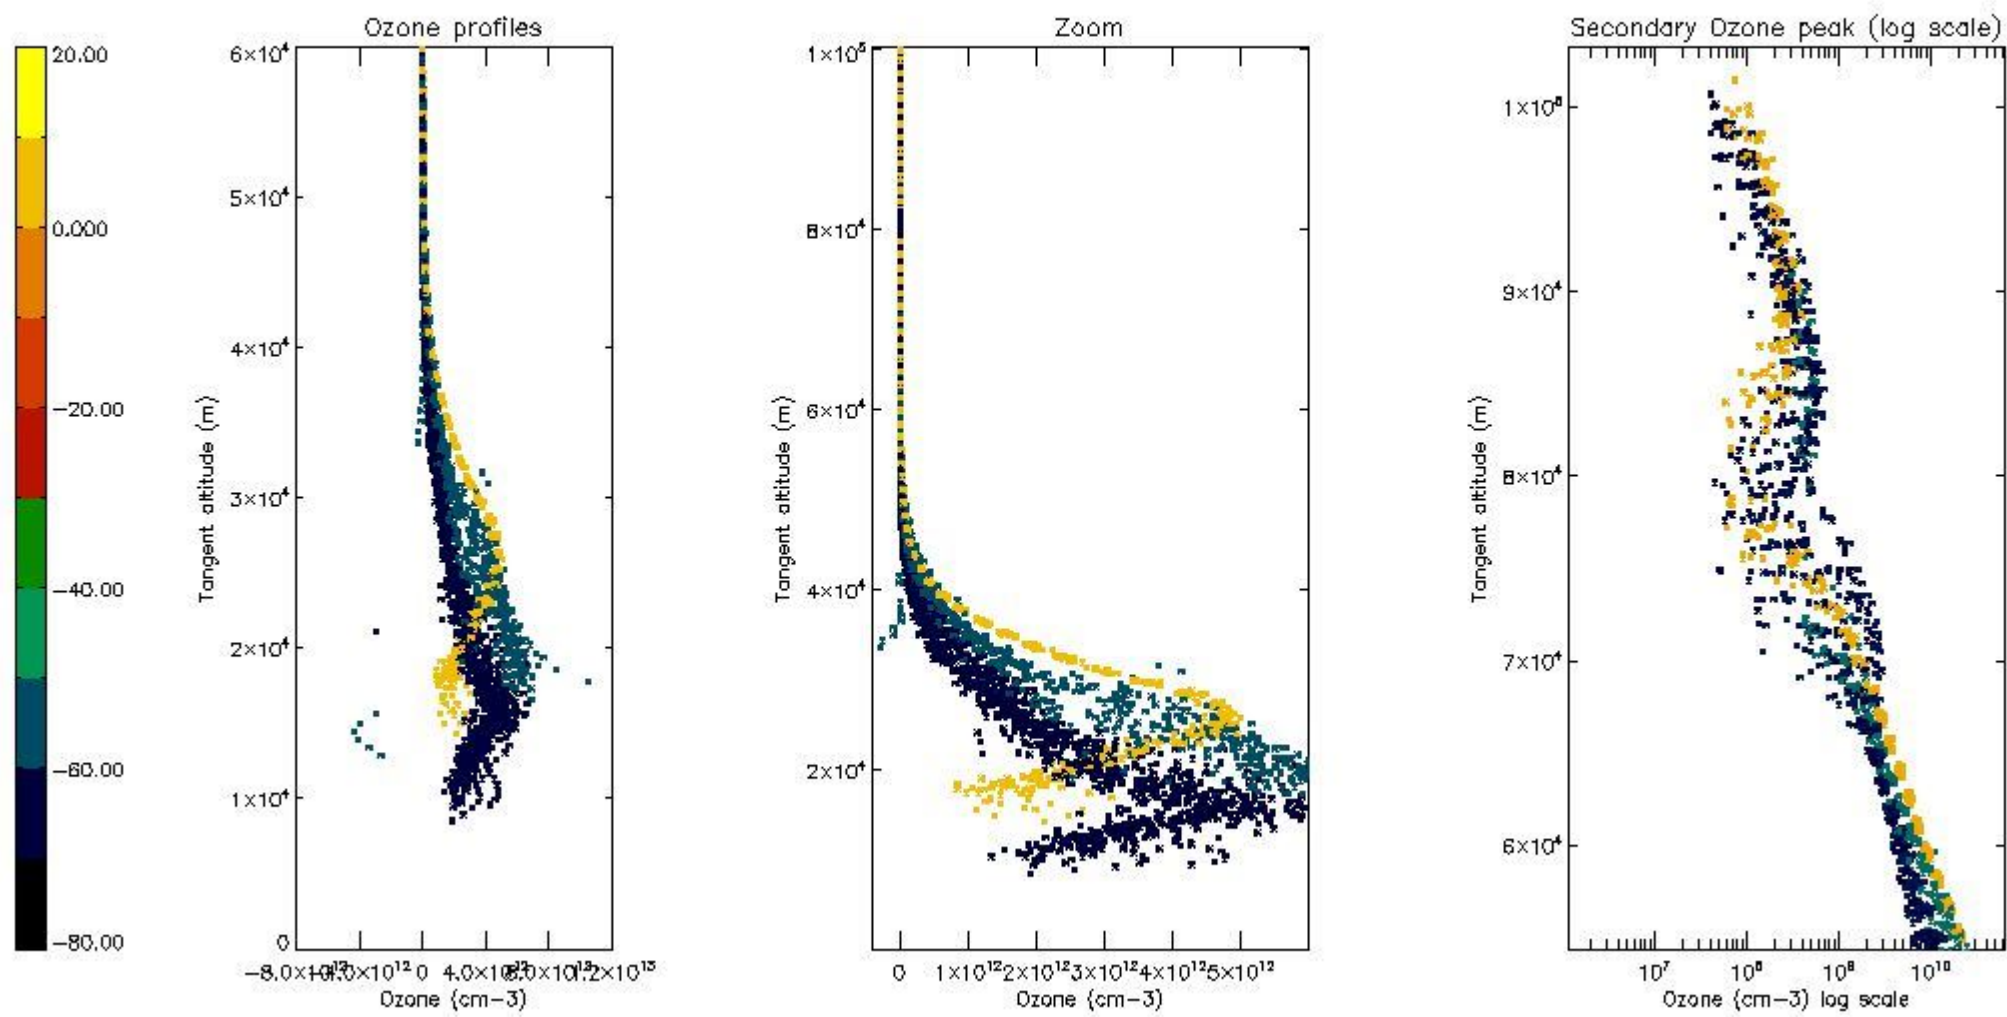 Ozone profiles
Zoom
Secondary Ozone peak (log scale)
20.00
0.000
−20.00
−40.00
−60.00
−80.00
6×10⁴
5×10⁴
4×10⁴
3×10⁴
2×10⁴
1×10⁴
0
Tangent altitude (m)
0
Ozone (cm−3)
1×10⁵
8×10⁴
6×10⁴
4×10⁴
2×10⁴
Tangent altitude (m)
0 1×10¹² 2×10¹² 3×10¹² 4×10¹² 5×10¹²
Ozone (cm−3)
9×10⁴
8×10⁴
7×10⁴
6×10⁴
Tangent altitude (m)
10⁷ 10⁸ 10⁹ 10¹⁰
Ozone (cm−3) log scale